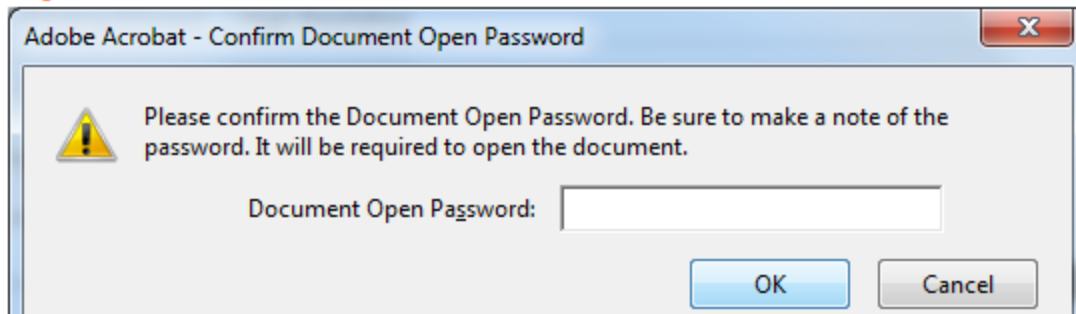 Adobe Acrobat - Confirm Document Open Password
Please confirm the Document Open Password. Be sure to make a note of the
password. It will be required to open the document.
Document Open Password:
OK Cancel